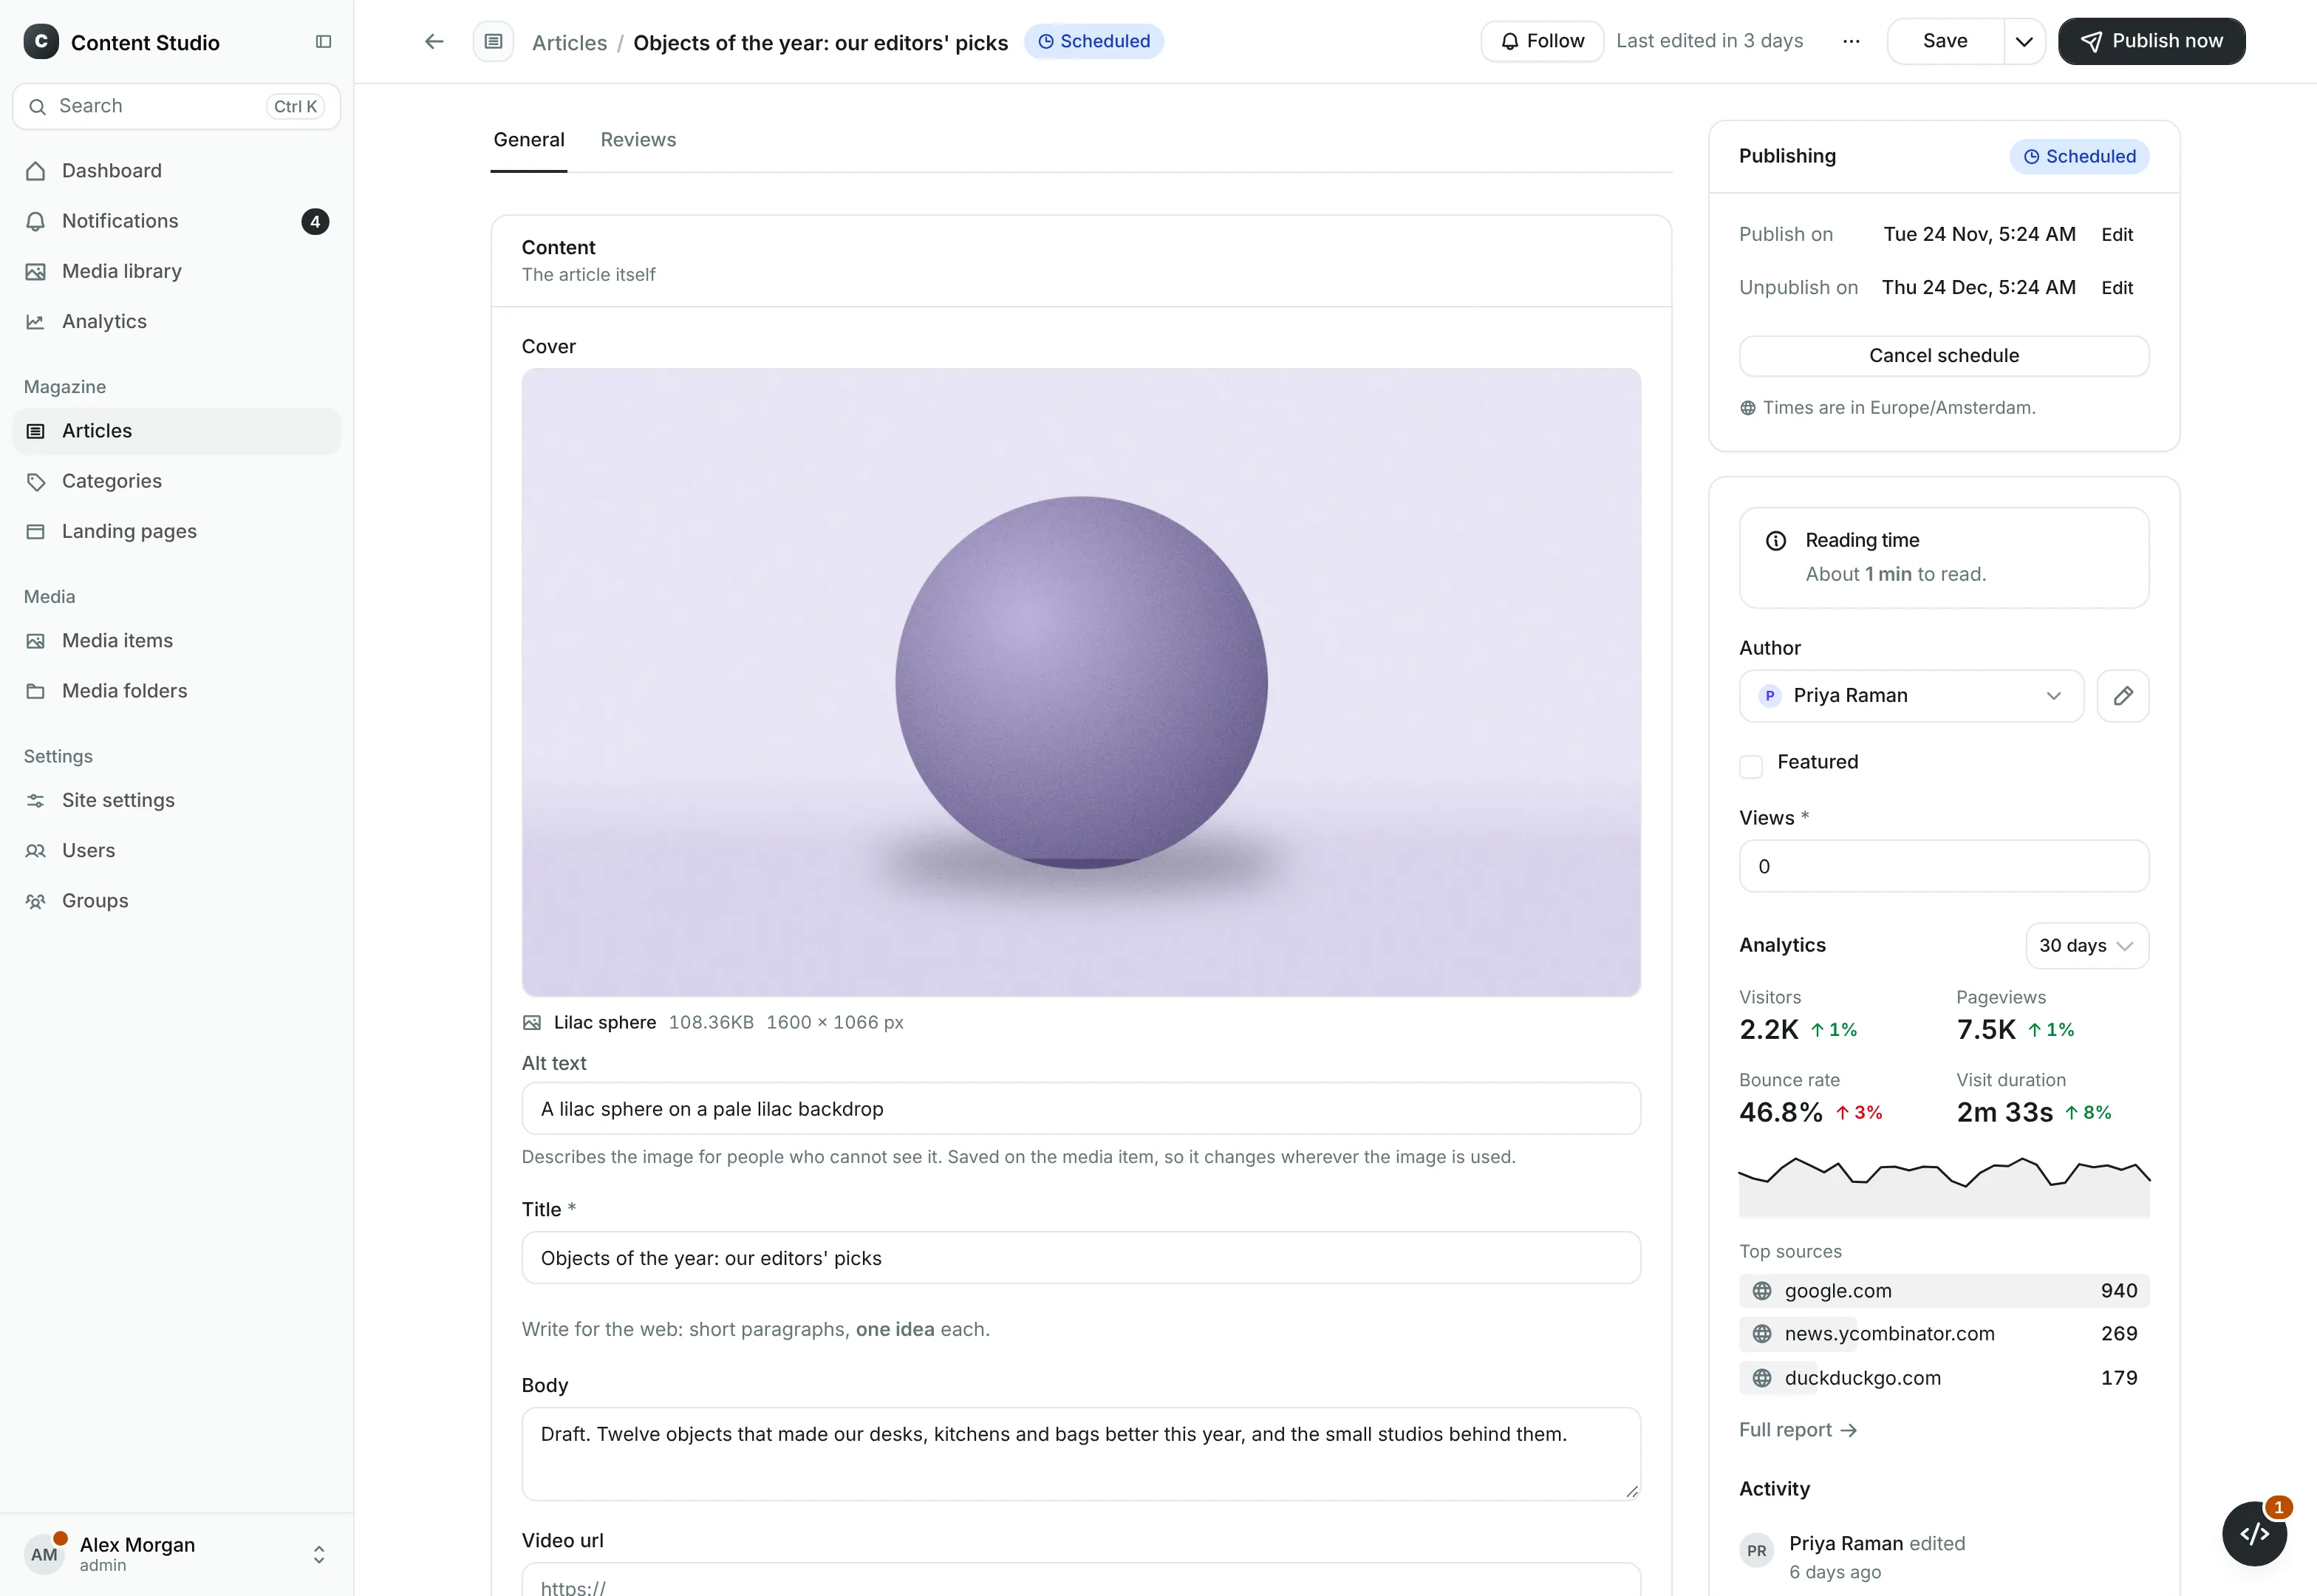 C Content Studio
Search Ctrl K
Dashboard
Notifications 4
Media library
Analytics
Magazine
Articles
Categories
Landing pages
Media
Media items
Media folders
Settings
Site settings
Users
Groups
AM Alex Morgan
admin
Articles / Objects of the year: our editors' picks Scheduled
Follow Last edited in 3 days ... Save Publish now
General Reviews
Content
The article itself
Cover
Lilac sphere 108.36KB 1600 × 1066 px
Alt text
A lilac sphere on a pale lilac backdrop
Describes the image for people who cannot see it. Saved on the media item, so it changes wherever the image is used.
Title *
Objects of the year: our editors' picks
Write for the web: short paragraphs, one idea each.
Body
Draft. Twelve objects that made our desks, kitchens and bags better this year, and the small studios behind them.
Video url
https://
Publishing Scheduled
Publish on Tue 24 Nov, 5:24 AM Edit
Unpublish on Thu 24 Dec, 5:24 AM Edit
Cancel schedule
Times are in Europe/Amsterdam.
Reading time
About 1 min to read.
Author
P Priya Raman
Featured
Views *
0
Analytics 30 days
Visitors Pageviews
2.2K ↑ 1% 7.5K ↑ 1%
Bounce rate Visit duration
46.8% ↑ 3% 2m 33s ↑ 8%
Top sources
google.com 940
news.ycombinator.com 269
duckduckgo.com 179
Full report →
Activity
PR Priya Raman edited
6 days ago
</> 1